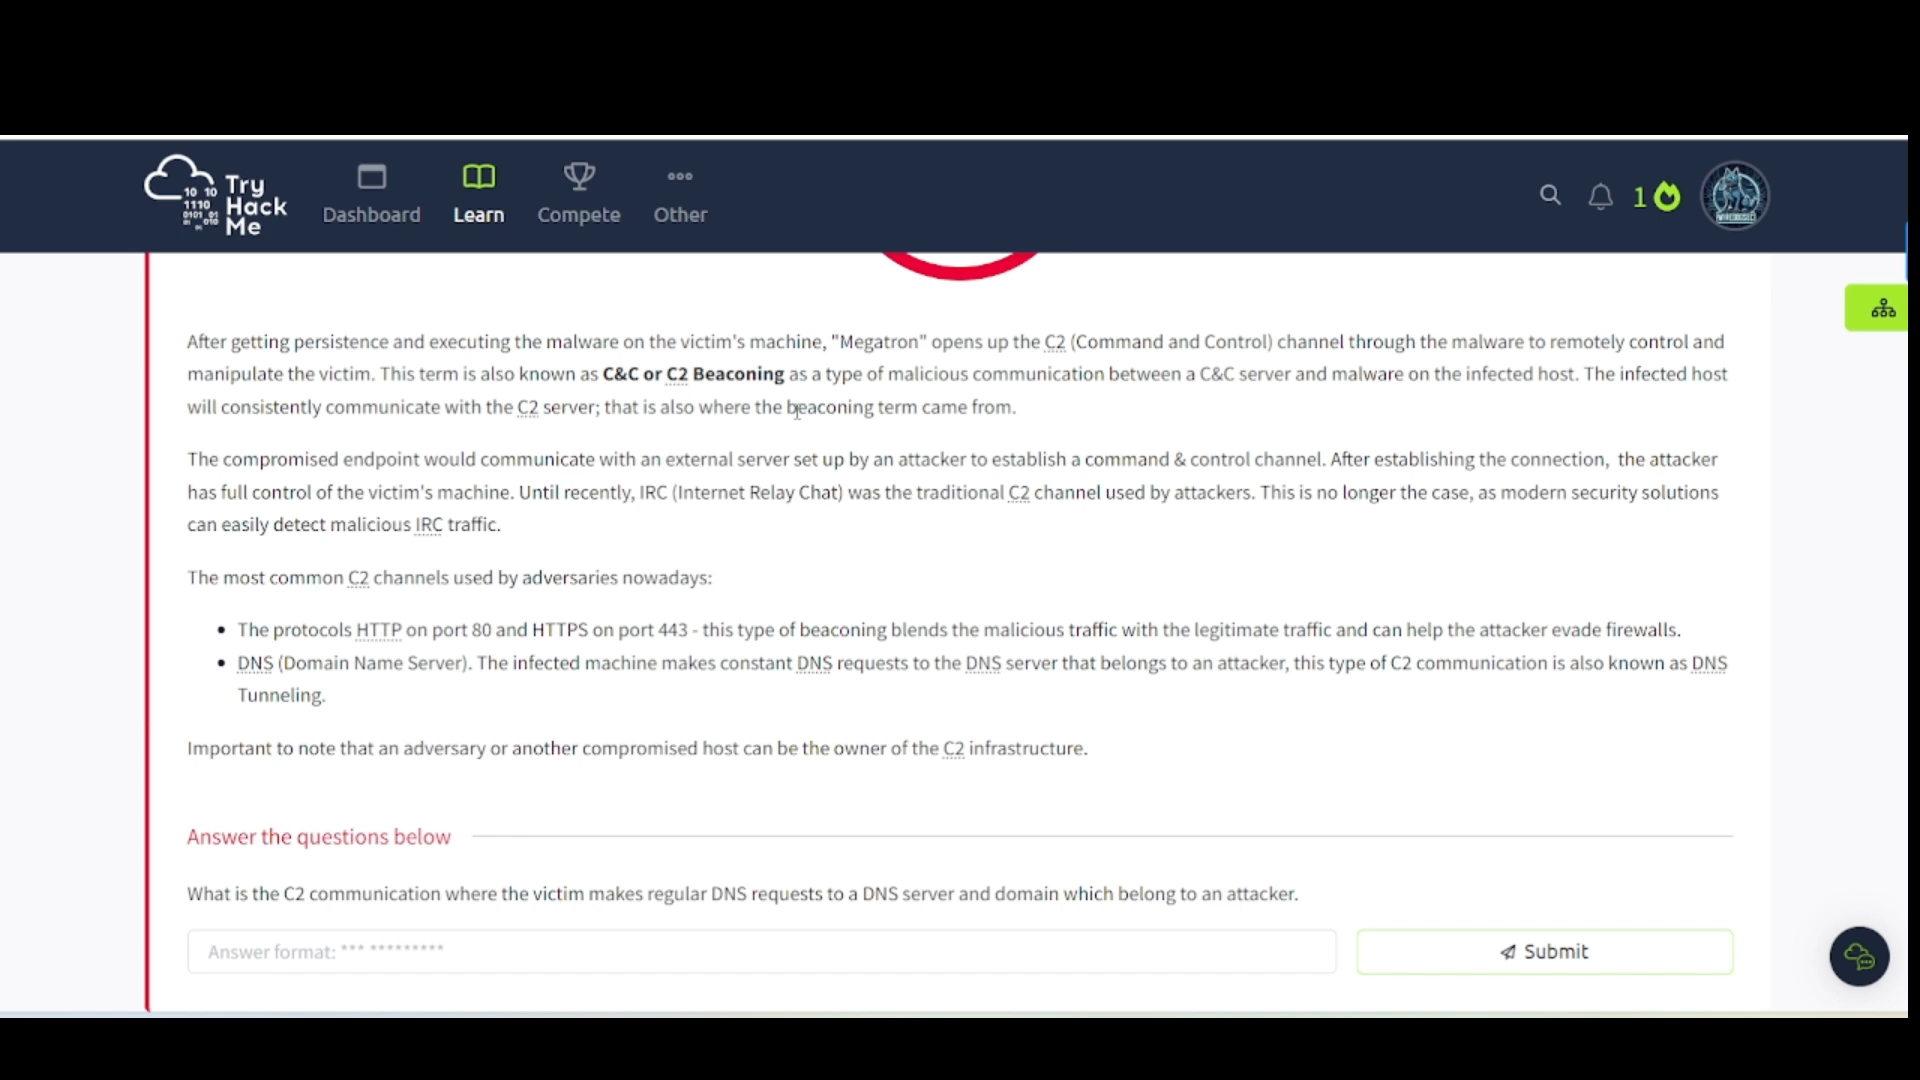 Try
Hack
Me
10 10
1110
0101 01
01 010
Dashboard
Learn
Compete
Other
1
After getting persistence and executing the malware on the victim's machine, "Megatron" opens up the C2 (Command and Control) channel through the malware to remotely control and
manipulate the victim. This term is also known as C&C or C2 Beaconing as a type of malicious communication between a C&C server and malware on the infected host. The infected host
will consistently communicate with the C2 server; that is also where the beaconing term came from.
The compromised endpoint would communicate with an external server set up by an attacker to establish a command & control channel. After establishing the connection, the attacker
has full control of the victim's machine. Until recently, IRC (Internet Relay Chat) was the traditional C2 channel used by attackers. This is no longer the case, as modern security solutions
can easily detect malicious IRC traffic.
The most common C2 channels used by adversaries nowadays:
• The protocols HTTP on port 80 and HTTPS on port 443 - this type of beaconing blends the malicious traffic with the legitimate traffic and can help the attacker evade firewalls.
• DNS (Domain Name Server). The infected machine makes constant DNS requests to the DNS server that belongs to an attacker, this type of C2 communication is also known as DNS
Tunneling.
Important to note that an adversary or another compromised host can be the owner of the C2 infrastructure.
Answer the questions below
What is the C2 communication where the victim makes regular DNS requests to a DNS server and domain which belong to an attacker.
Answer format: *** *********
Submit